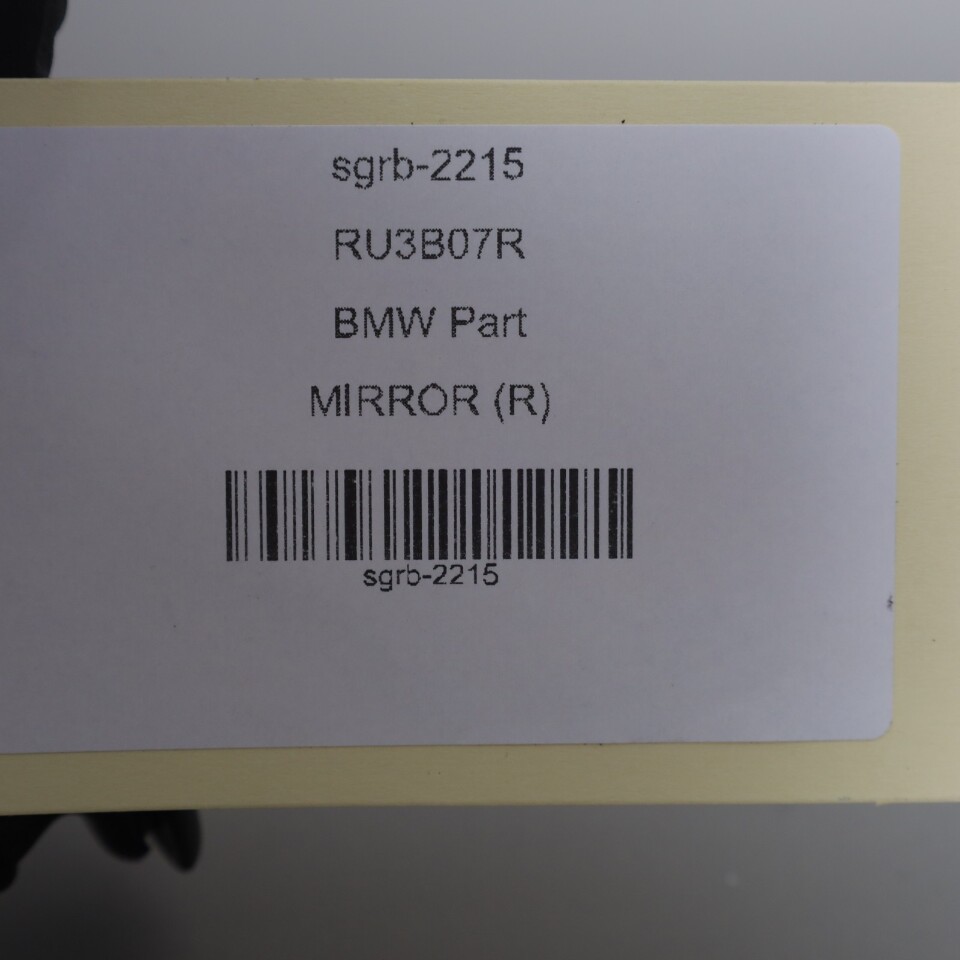 sgrb-2215
RU3B07R
BMW Part
MIRROR (R)
sgrb-2215